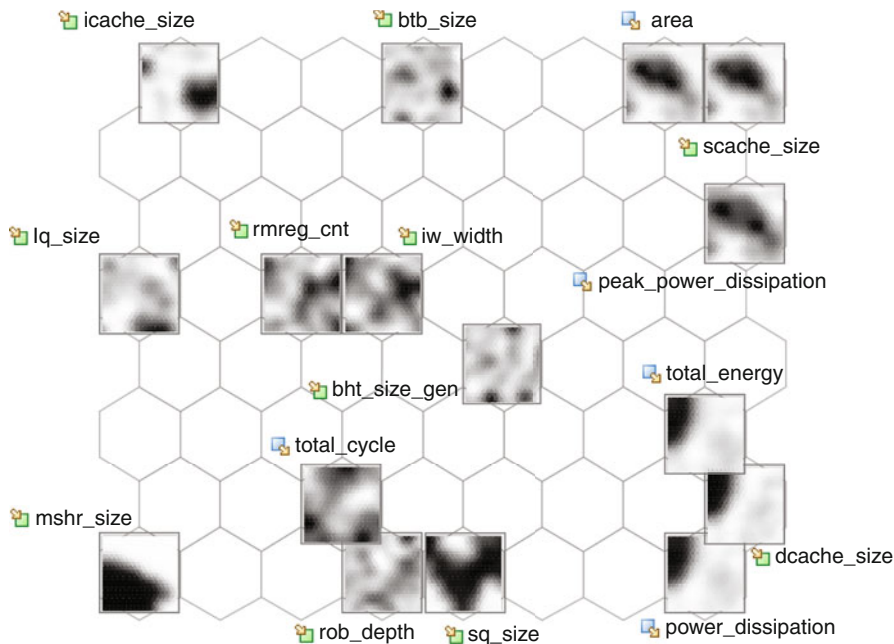 icache_size
btb_size
area
scache_size
lq_size
rmreg_cnt
iw_width
peak_power_dissipation
bht_size_gen
total_energy
total_cycle
mshr_size
dcache_size
rob_depth
sq_size
power_dissipation